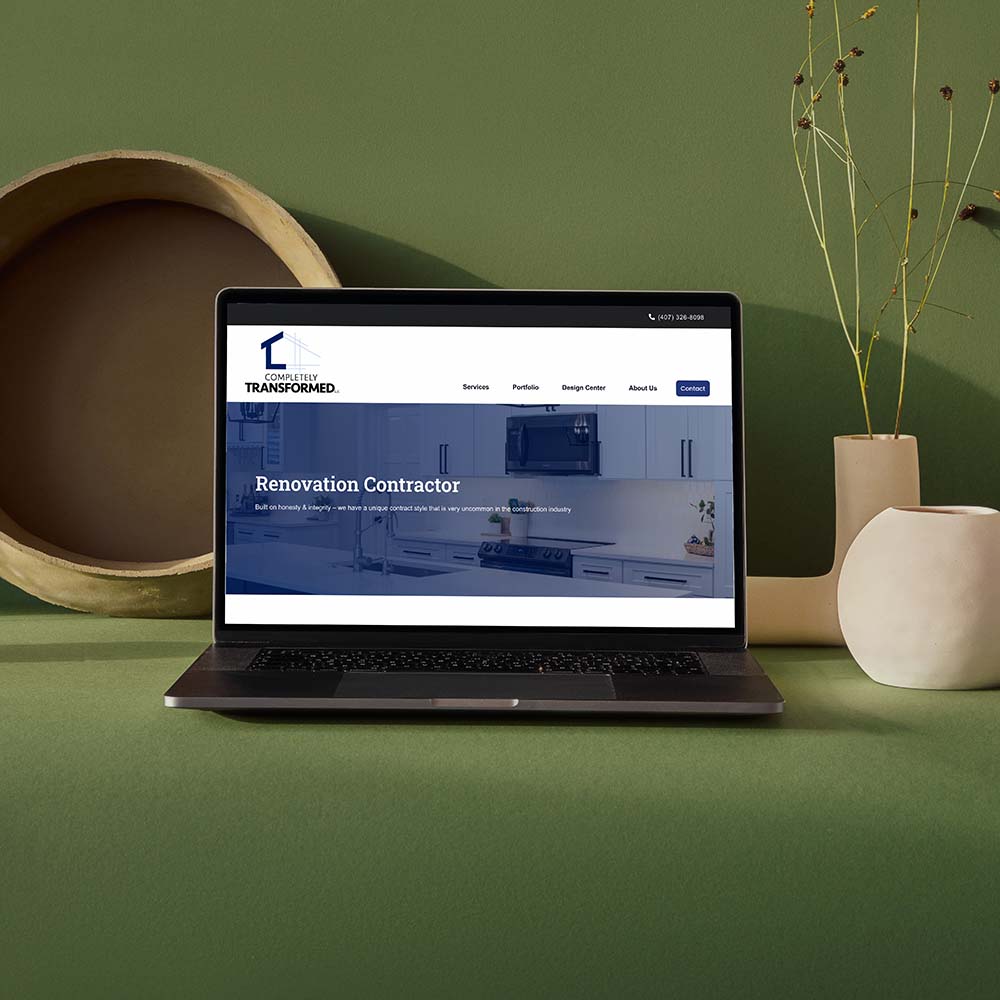 (407) 326-8098
COMPLETELY
TRANSFORMED
Services Portfolio Design Center About Us Contact
Renovation Contractor
Built on honesty & integrity – we have a unique contract style that is very uncommon in the construction industry